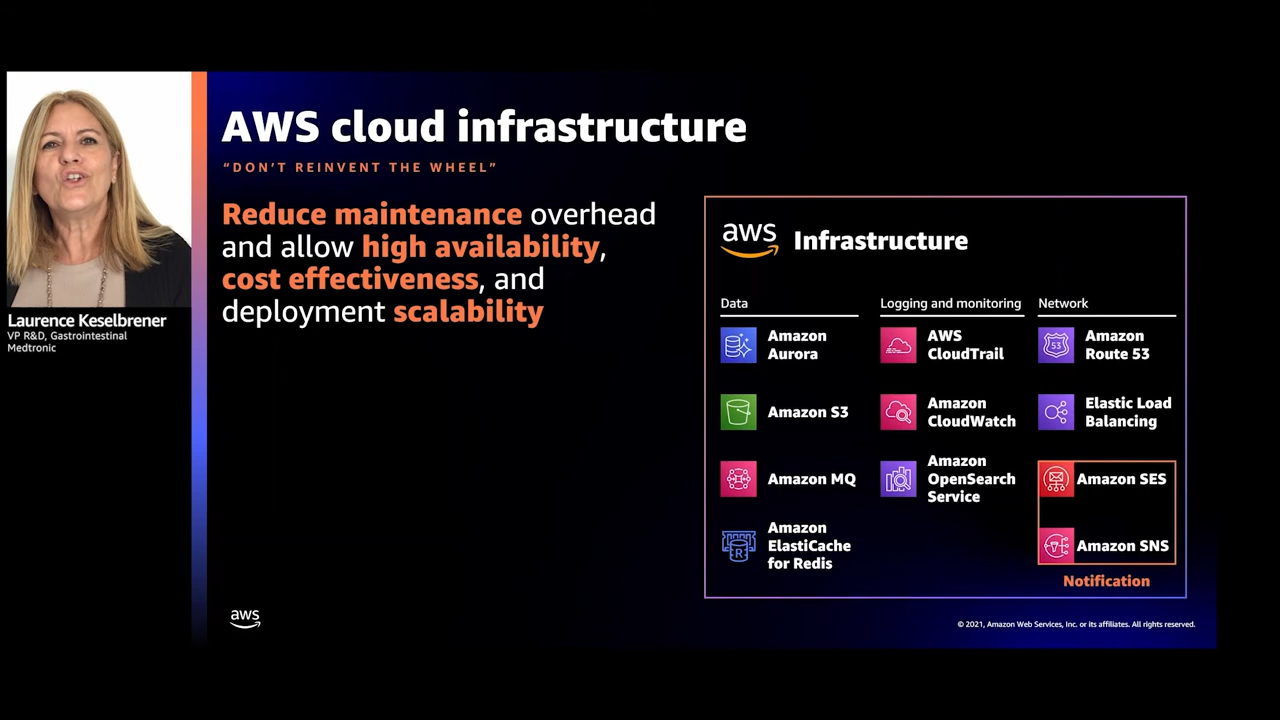 AWS cloud infrastructure
“DON’T REINVENT THE WHEEL”
Reduce maintenance overhead
and allow high availability,
cost effectiveness, and
deployment scalability
Laurence Keselbrener
VP R&D, Gastrointestinal
Medtronic
aws
Infrastructure
Data
Amazon
Aurora
Amazon S3
Amazon MQ
Amazon
ElastiCache
for Redis
R
Logging and monitoring
AWS
CloudTrail
Amazon
CloudWatch
Amazon
OpenSearch
Service
Network
53
Amazon
Route 53
Elastic Load
Balancing
Amazon SES
Amazon SNS
Notification
aws
© 2021, Amazon Web Services, Inc. or its affiliates. All rights reserved.